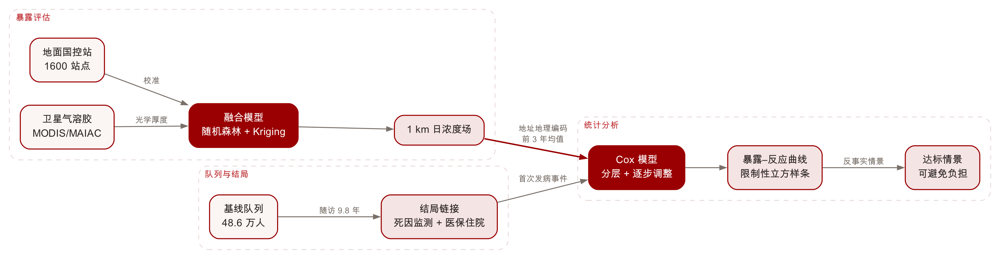 暴露评估
地面国控站
1600 站点
校准
卫星气溶胶
MODIS/MAIAC
光学厚度
融合模型
随机森林 + Kriging
1 km 日浓度场
地址地理编码
前 3 年均值
队列与结局
基线队列
48.6 万人
随访 9.8 年
结局链接
死因监测 + 医保住院
首次发病事件
统计分析
Cox 模型
分层 + 逐步调整
暴露–反应曲线
限制性立方样条
反事实情景
达标情景
可避免负担